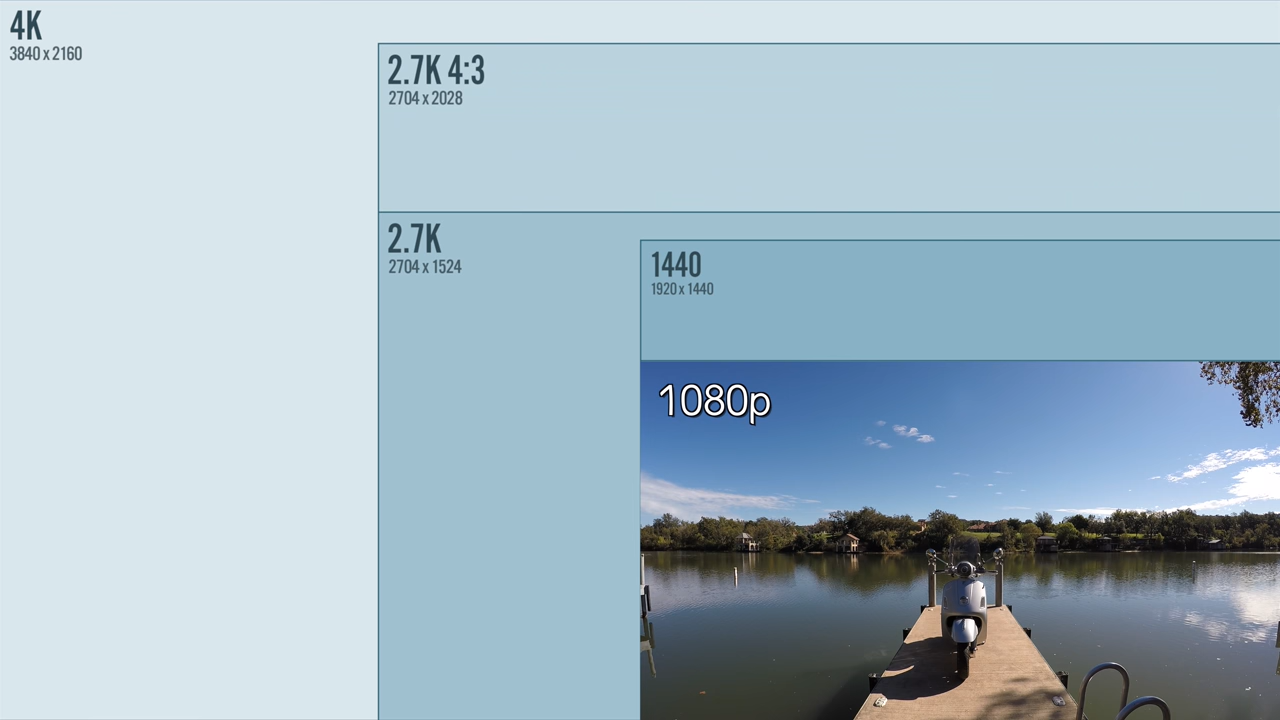 4K
3840 x 2160
2.7K 4:3
2704 x 2028
2.7K
2704 x 1524
1440
1920 x 1440
1080p